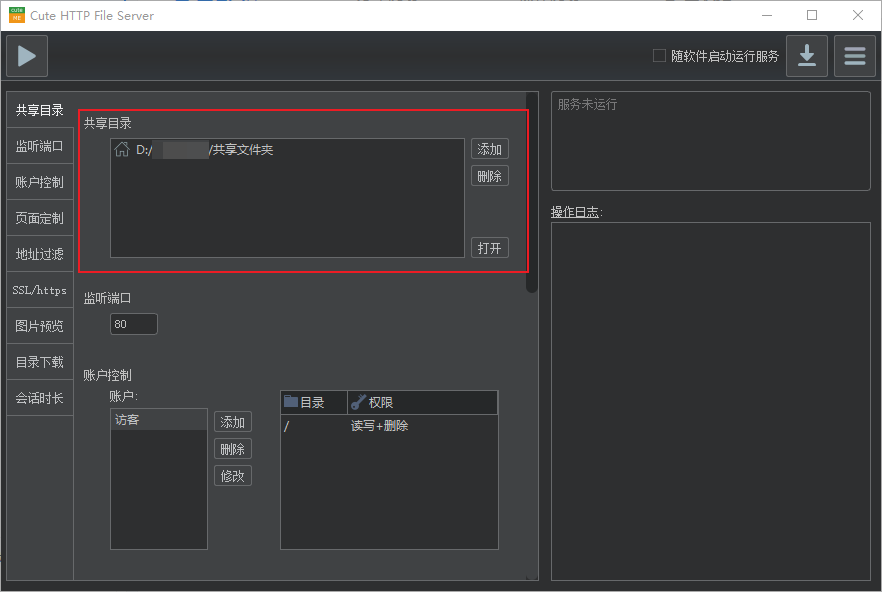 cute
NE
Cute HTTP File Server
随软件启动运行服务
共享目录
监听端口
账户控制
页面定制
地址过滤
SSL/https
图片预览
目录下载
会话时长
共享目录
D:/ /共享文件夹
添加
删除
打开
监听端口
80
账户控制
账户:
访客
添加
删除
修改
目录 权限
/ 读写+删除
服务未运行
操作日志: